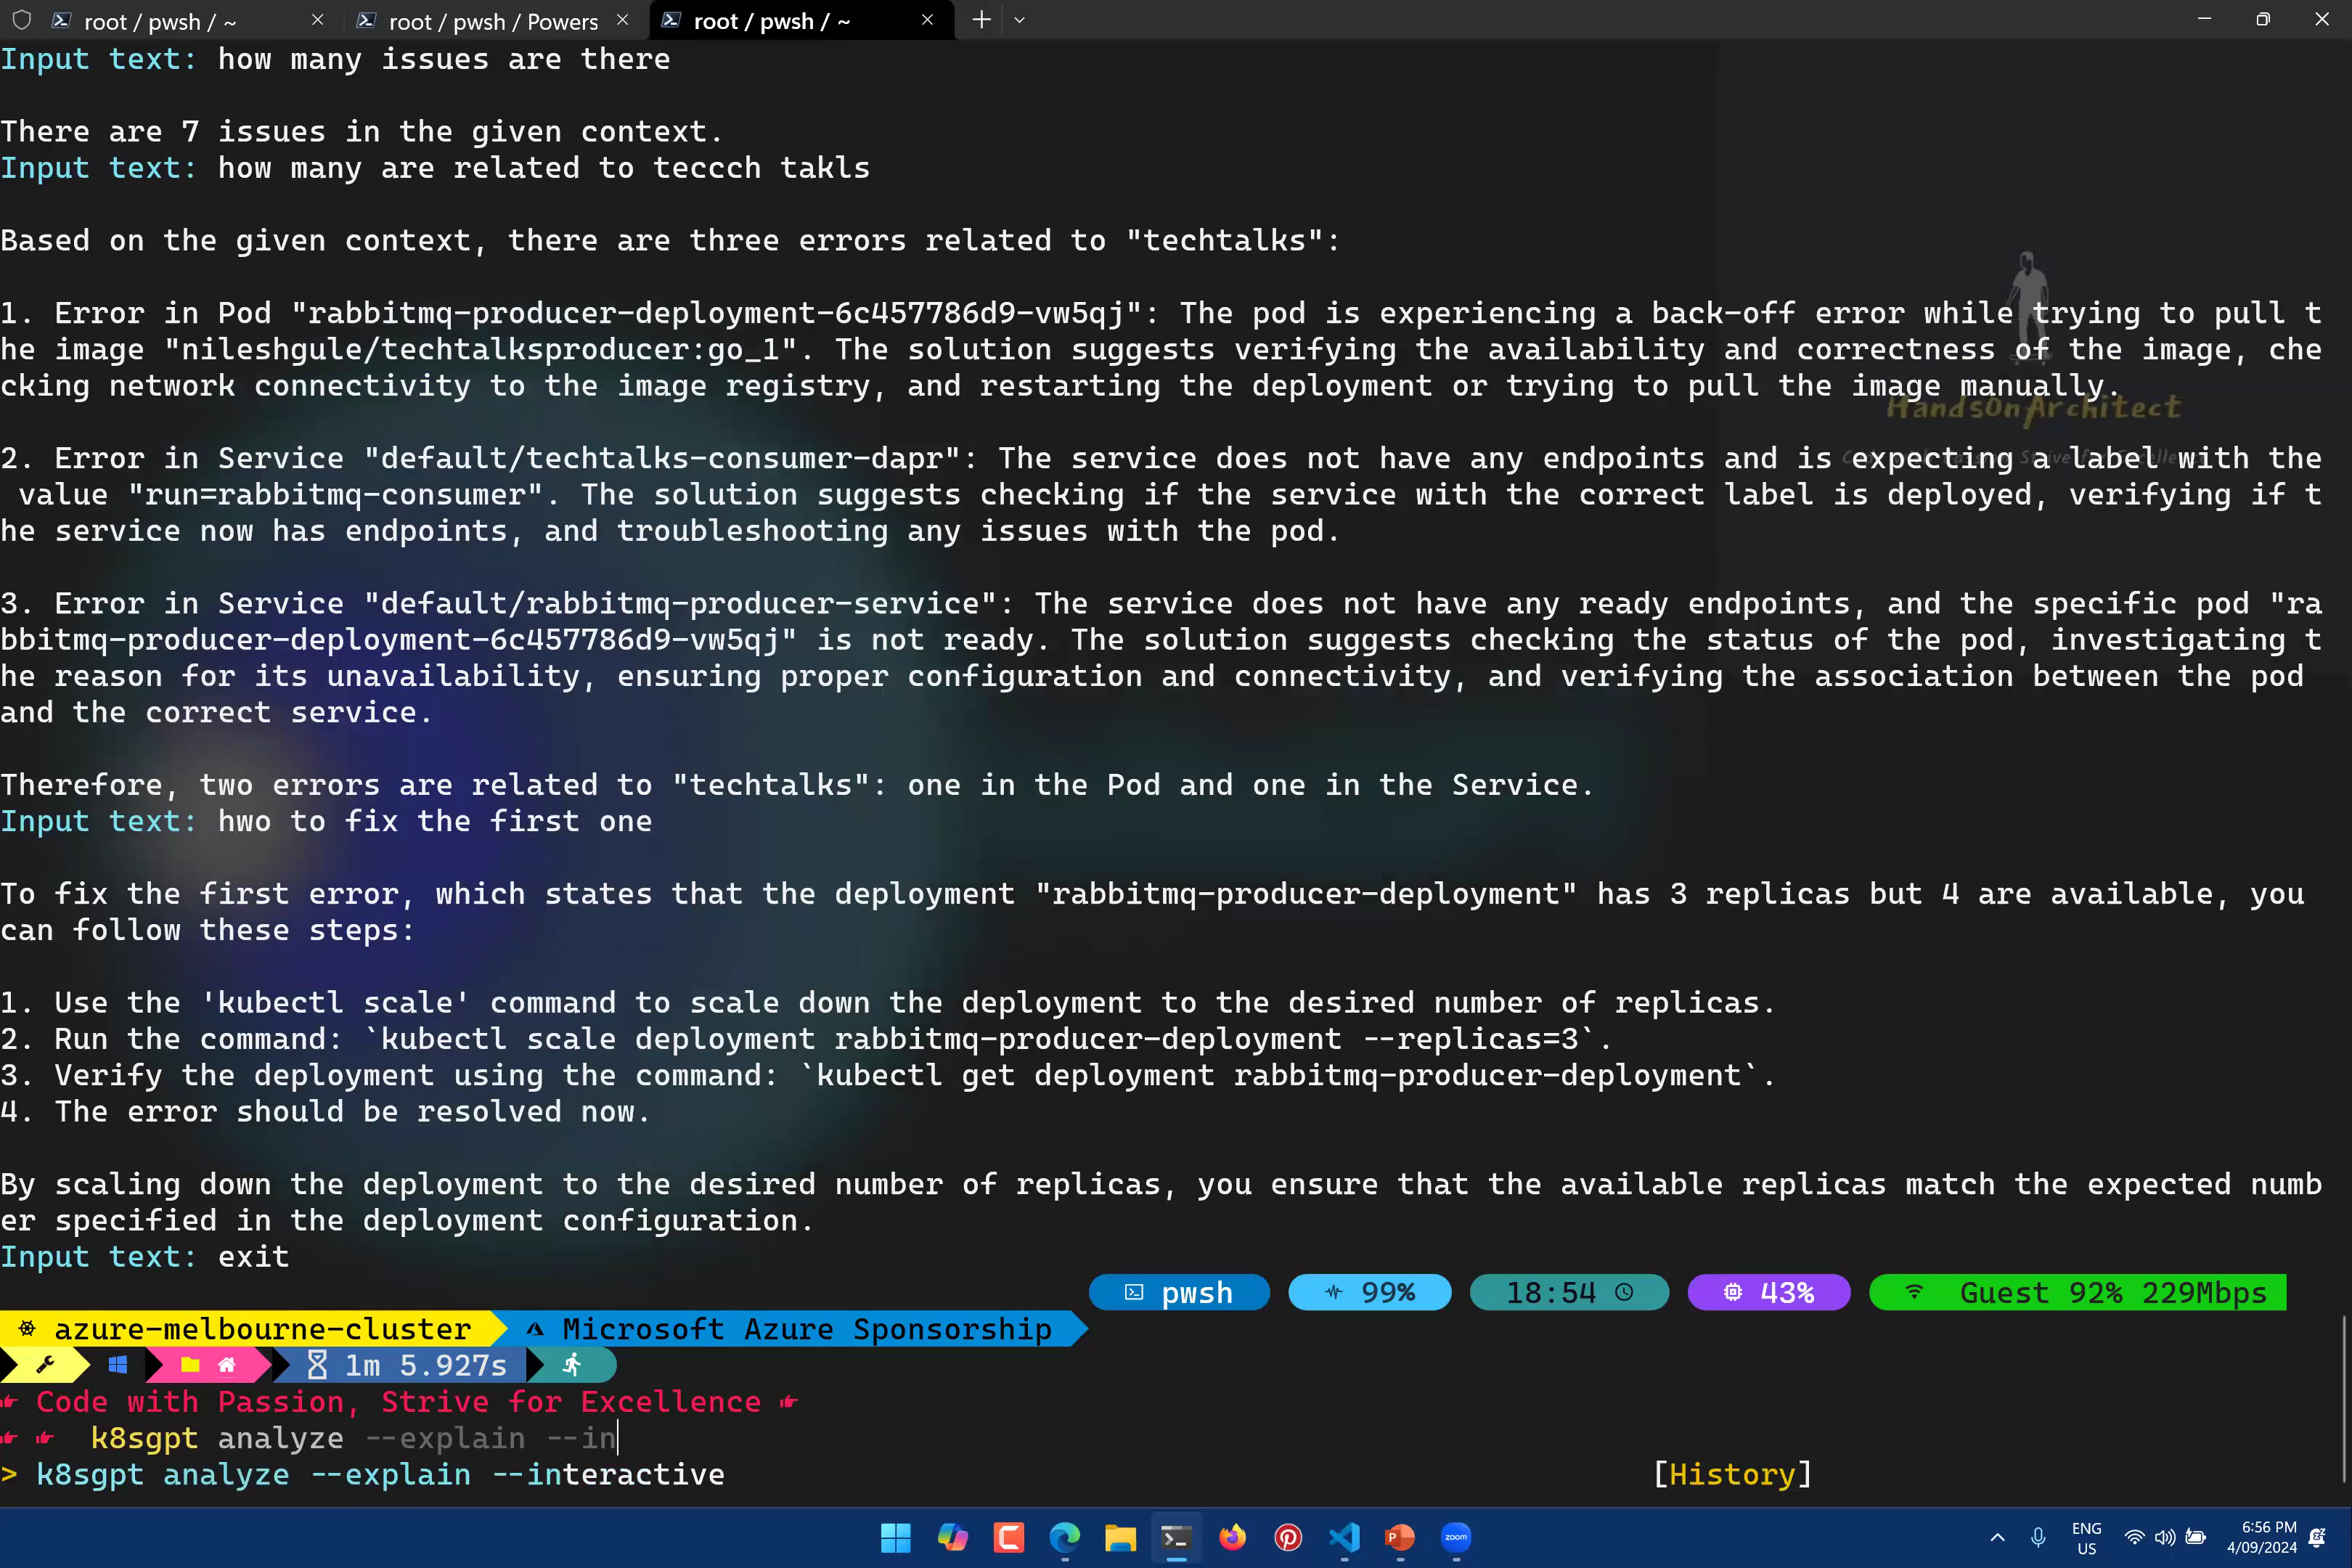 root / pwsh / ~
root / pwsh / Powers
root / pwsh / ~
Input text: how many issues are there
There are 7 issues in the given context.
Input text: how many are related to teccch takls
Based on the given context, there are three errors related to "techtalks":
1. Error in Pod "rabbitmq-producer-deployment-6c457786d9-vw5qj": The pod is experiencing a back-off error while trying to pull t
he image "nileshgule/techtalksproducer:go_1". The solution suggests verifying the availability and correctness of the image, che
cking network connectivity to the image registry, and restarting the deployment or trying to pull the image manually.
HandsOnArchitect
2. Error in Service "default/techtalks-consumer-dapr": The service does not have any endpoints and is expecting a label with the
 value "run=rabbitmq-consumer". The solution suggests checking if the service with the correct label is deployed, verifying if t
he service now has endpoints, and troubleshooting any issues with the pod.
3. Error in Service "default/rabbitmq-producer-service": The service does not have any ready endpoints, and the specific pod "ra
bbitmq-producer-deployment-6c457786d9-vw5qj" is not ready. The solution suggests checking the status of the pod, investigating t
he reason for its unavailability, ensuring proper configuration and connectivity, and verifying the association between the pod
and the correct service.
Therefore, two errors are related to "techtalks": one in the Pod and one in the Service.
Input text: hwo to fix the first one
To fix the first error, which states that the deployment "rabbitmq-producer-deployment" has 3 replicas but 4 are available, you
can follow these steps:
1. Use the 'kubectl scale' command to scale down the deployment to the desired number of replicas.
2. Run the command: `kubectl scale deployment rabbitmq-producer-deployment --replicas=3`.
3. Verify the deployment using the command: `kubectl get deployment rabbitmq-producer-deployment`.
4. The error should be resolved now.
By scaling down the deployment to the desired number of replicas, you ensure that the available replicas match the expected numb
er specified in the deployment configuration.
Input text: exit
pwsh 99% 18:54 43% Guest 92% 229Mbps
azure-melbourne-cluster Microsoft Azure Sponsorship
1m 5.927s
Code with Passion, Strive for Excellence
k8sgpt analyze --explain --in
> k8sgpt analyze --explain --interactive [History]
zoom
ENG
US
6:56 PM
4/09/2024